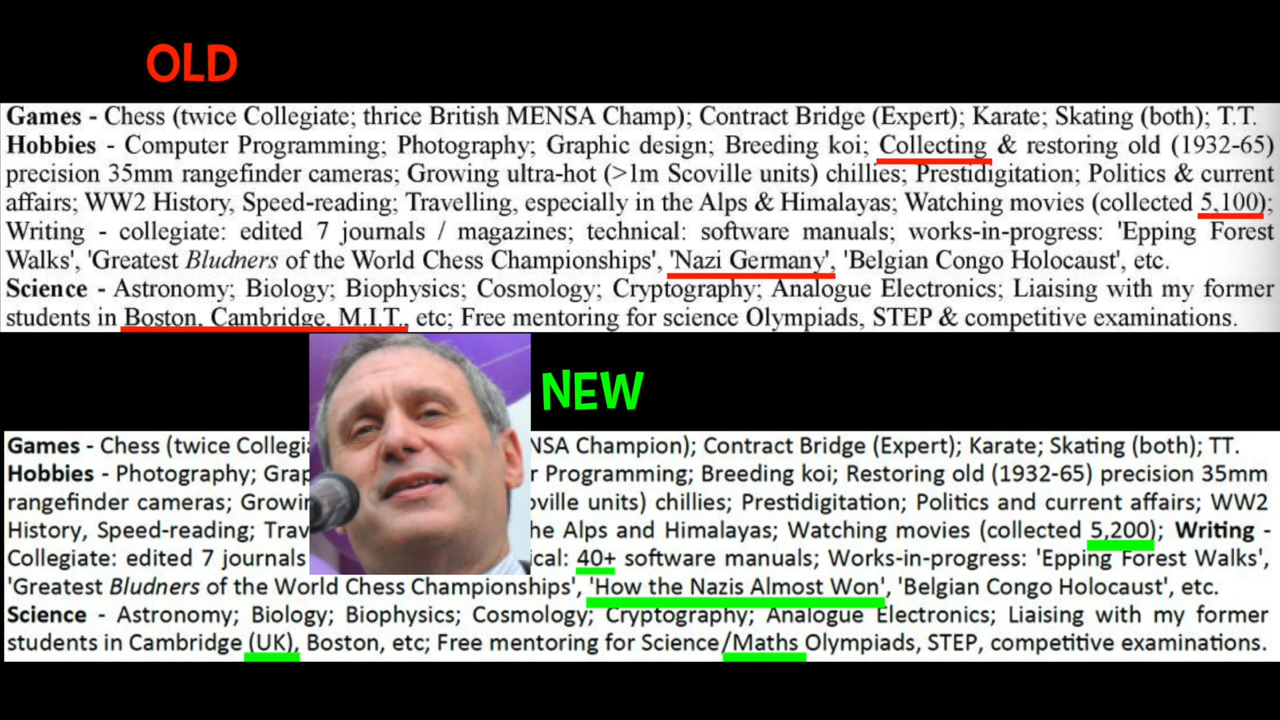 OLD
Games - Chess (twice Collegiate; thrice British MENSA Champ); Contract Bridge (Expert); Karate; Skating (both); T.T.
Hobbies - Computer Programming; Photography; Graphic design; Breeding koi; Collecting & restoring old (1932-65)
precision 35mm rangefinder cameras; Growing ultra-hot (>1m Scoville units) chillies; Prestidigitation; Politics & current
affairs; WW2 History, Speed-reading; Travelling, especially in the Alps & Himalayas; Watching movies (collected 5,100);
Writing - collegiate: edited 7 journals / magazines; technical: software manuals; works-in-progress: 'Epping Forest
Walks', 'Greatest Bludners of the World Chess Championships', 'Nazi Germany', 'Belgian Congo Holocaust', etc.
Science - Astronomy; Biology; Biophysics; Cosmology; Cryptography; Analogue Electronics; Liaising with my former
students in Boston, Cambridge, M.I.T., etc; Free mentoring for science Olympiads, STEP & competitive examinations.
NEW
Games - Chess (twice Collegi NSA Champion); Contract Bridge (Expert); Karate; Skating (both); TT.
Hobbies - Photography; Grap r Programming; Breeding koi; Restoring old (1932-65) precision 35mm
rangefinder cameras; Growin oville units) chillies; Prestidigitation; Politics and current affairs; WW2
History, Speed-reading; Trav he Alps and Himalayas; Watching movies (collected 5,200); Writing -
Collegiate: edited 7 journals ical: 40+ software manuals; Works-in-progress: 'Epping Forest Walks',
'Greatest Bludners of the World Chess Championships', 'How the Nazis Almost Won', 'Belgian Congo Holocaust', etc.
Science - Astronomy; Biology; Biophysics; Cosmology; Cryptography; Analogue Electronics; Liaising with my former
students in Cambridge (UK), Boston, etc; Free mentoring for Science/Maths Olympiads, STEP, competitive examinations.